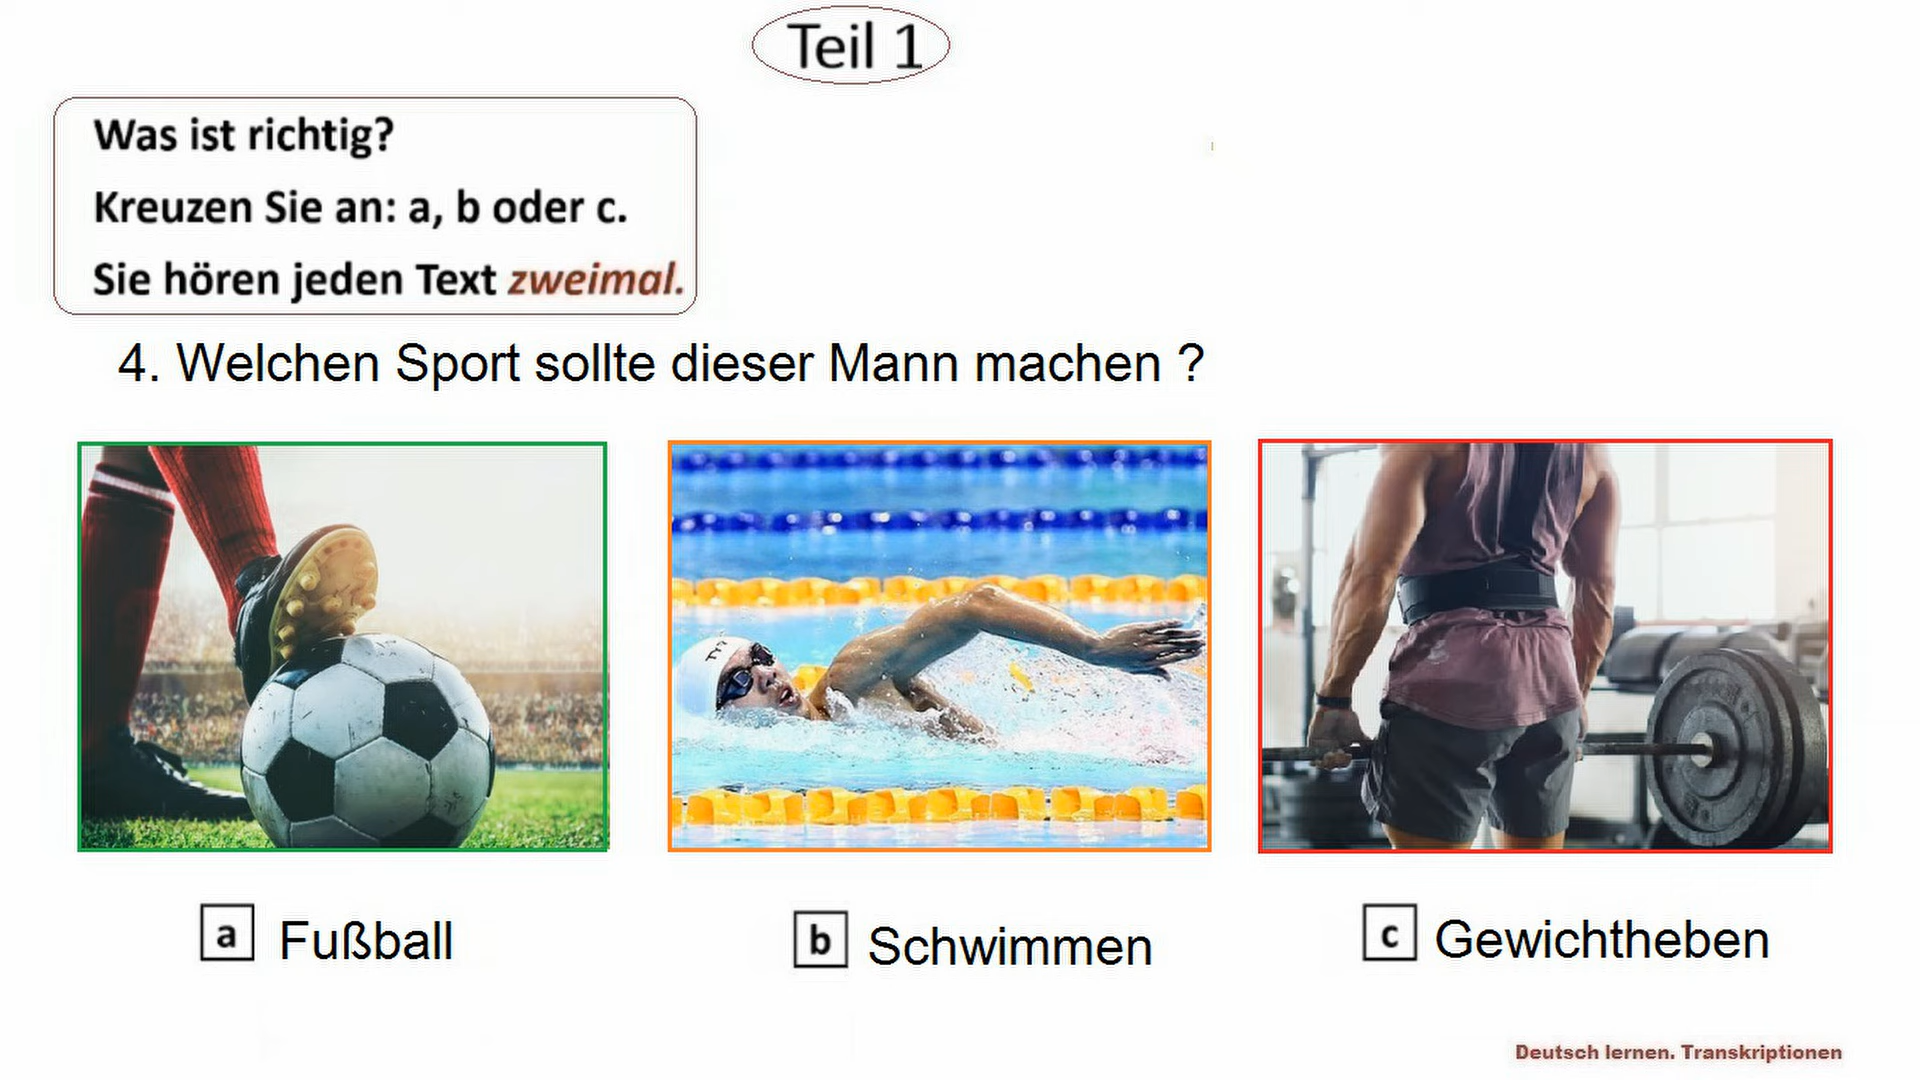 Teil 1
Was ist richtig?
Kreuzen Sie an: a, b oder c.
Sie hören jeden Text zweimal.
4. Welchen Sport sollte dieser Mann machen ?
TYR
a Fußball
b Schwimmen
c Gewichtheben
Deutsch lernen. Transkriptionen